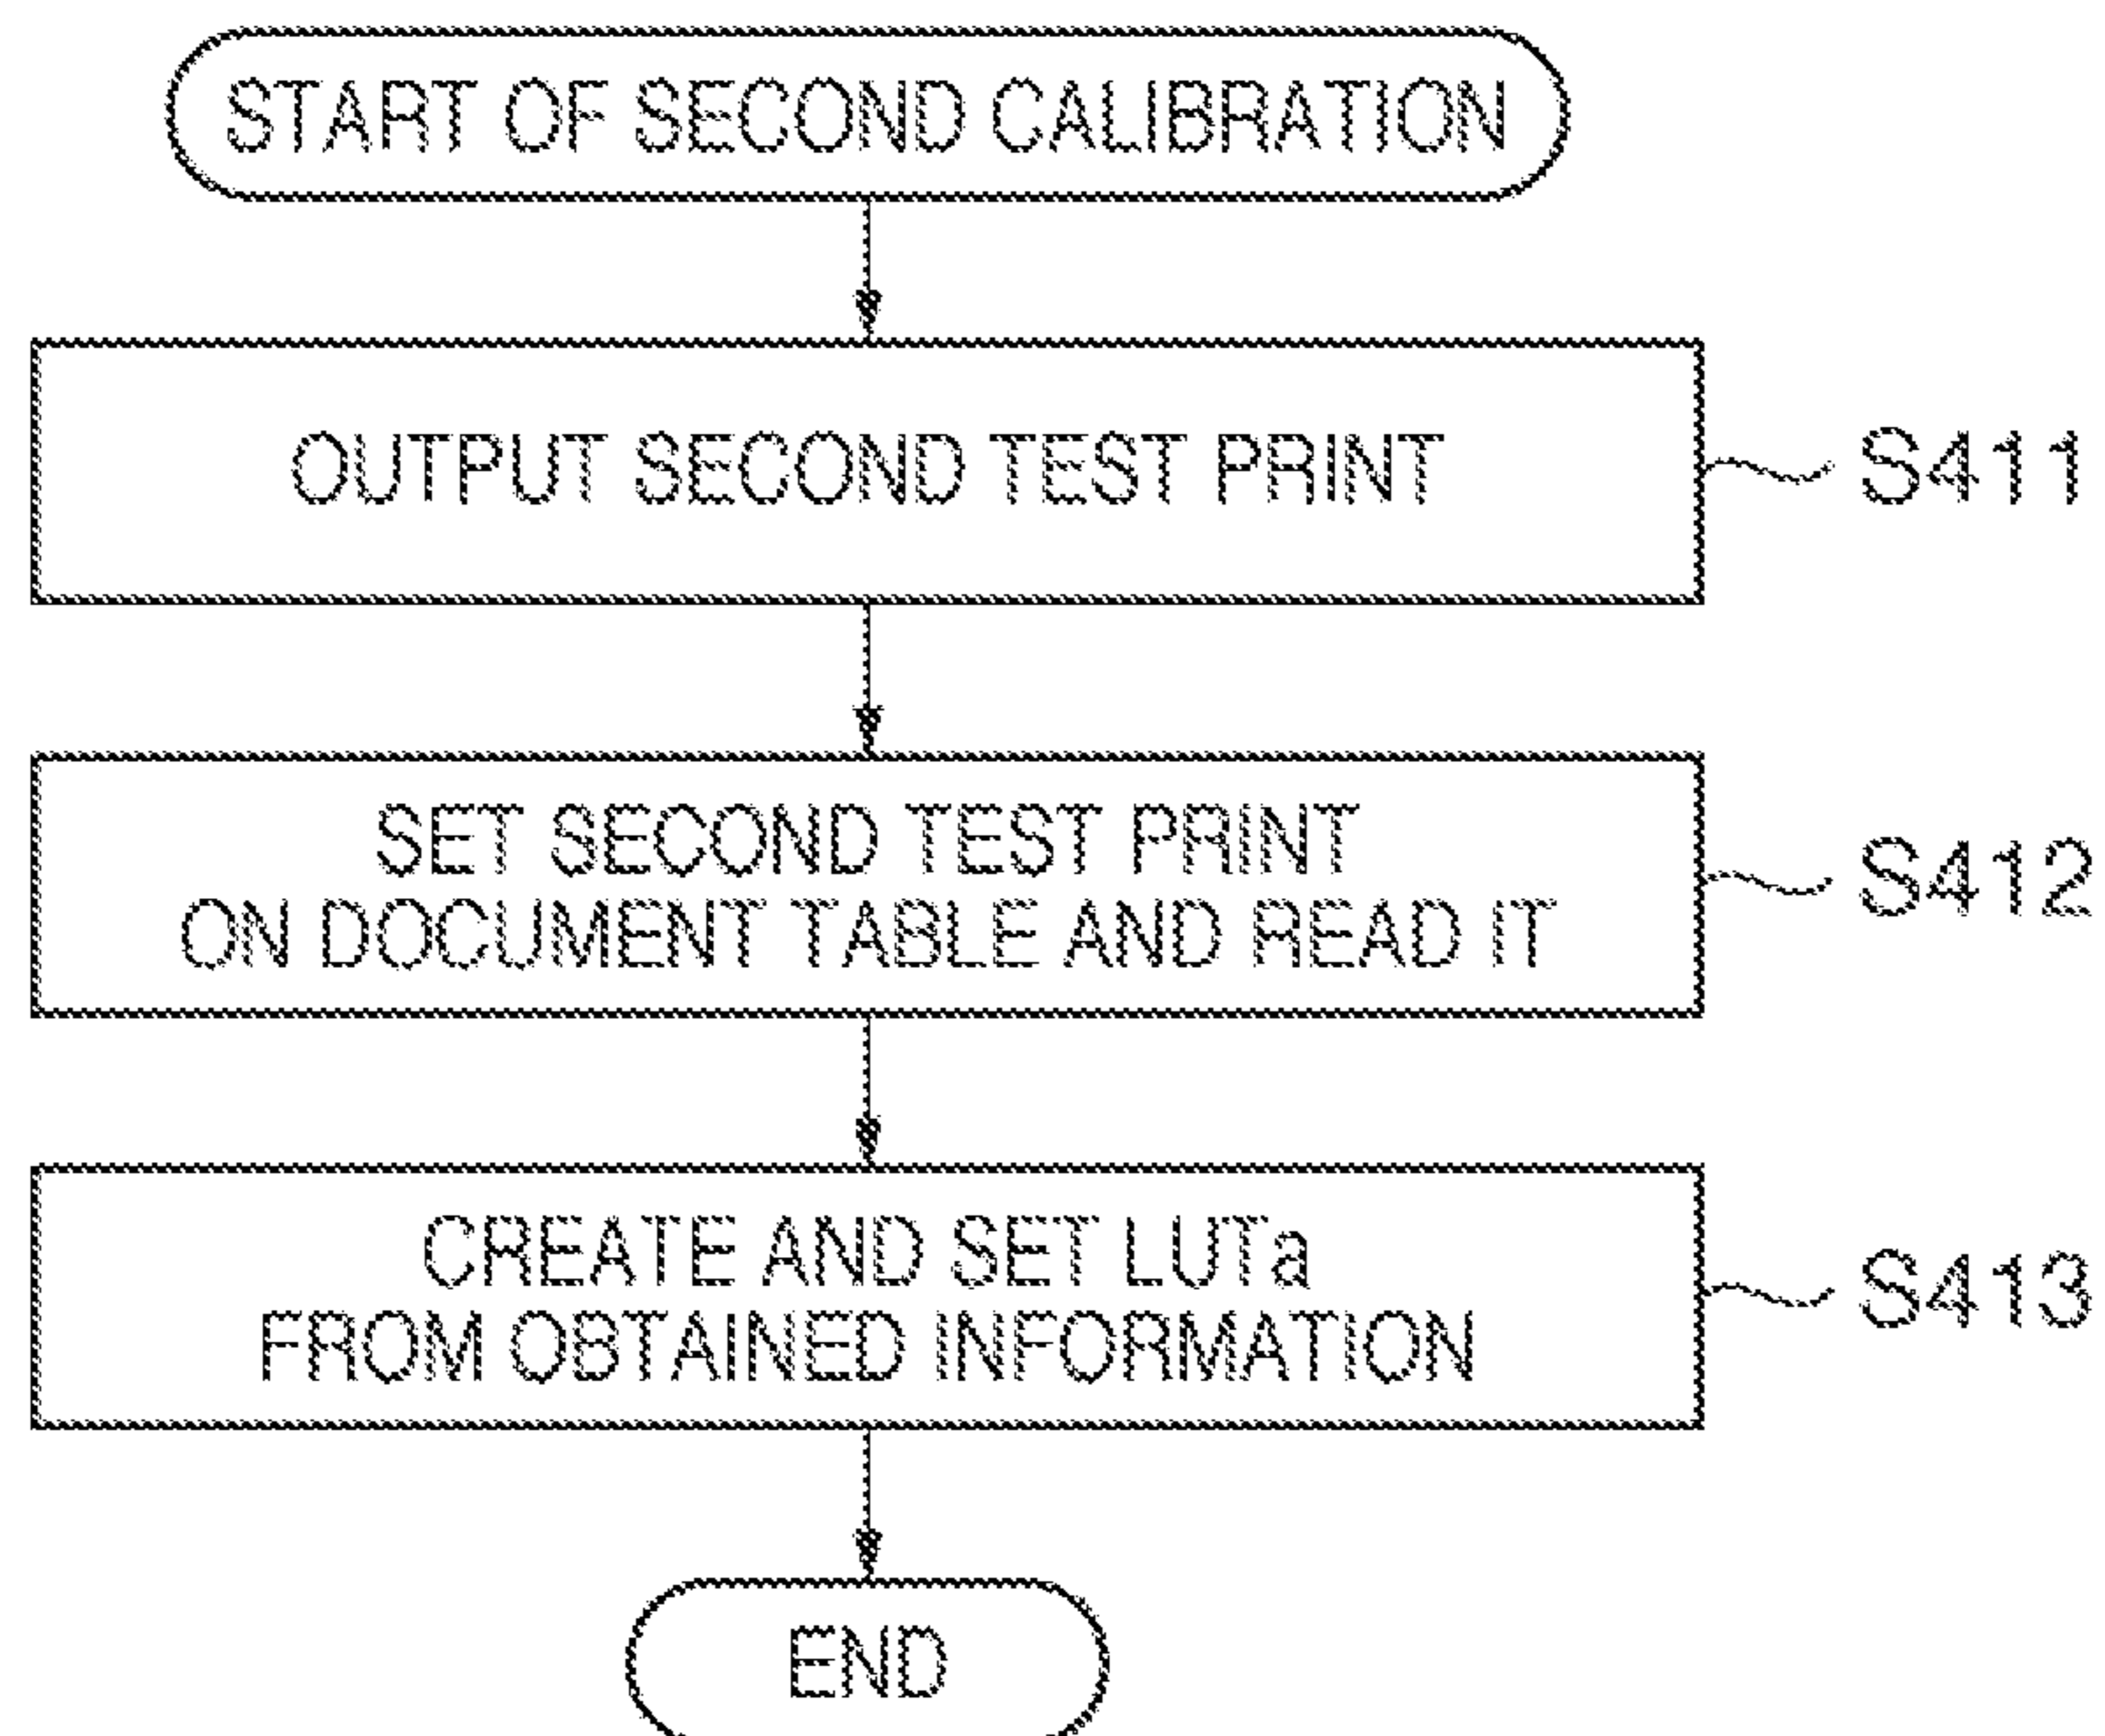 START OF SECOND CALIBRATION
OUTPUT SECOND TEST PRINT
S411
SET SECOND TEST PRINT
ON DOCUMENT TABLE AND READ IT
S412
CREATE AND SET LUTa
FROM OBTAINED INFORMATION
S413
END